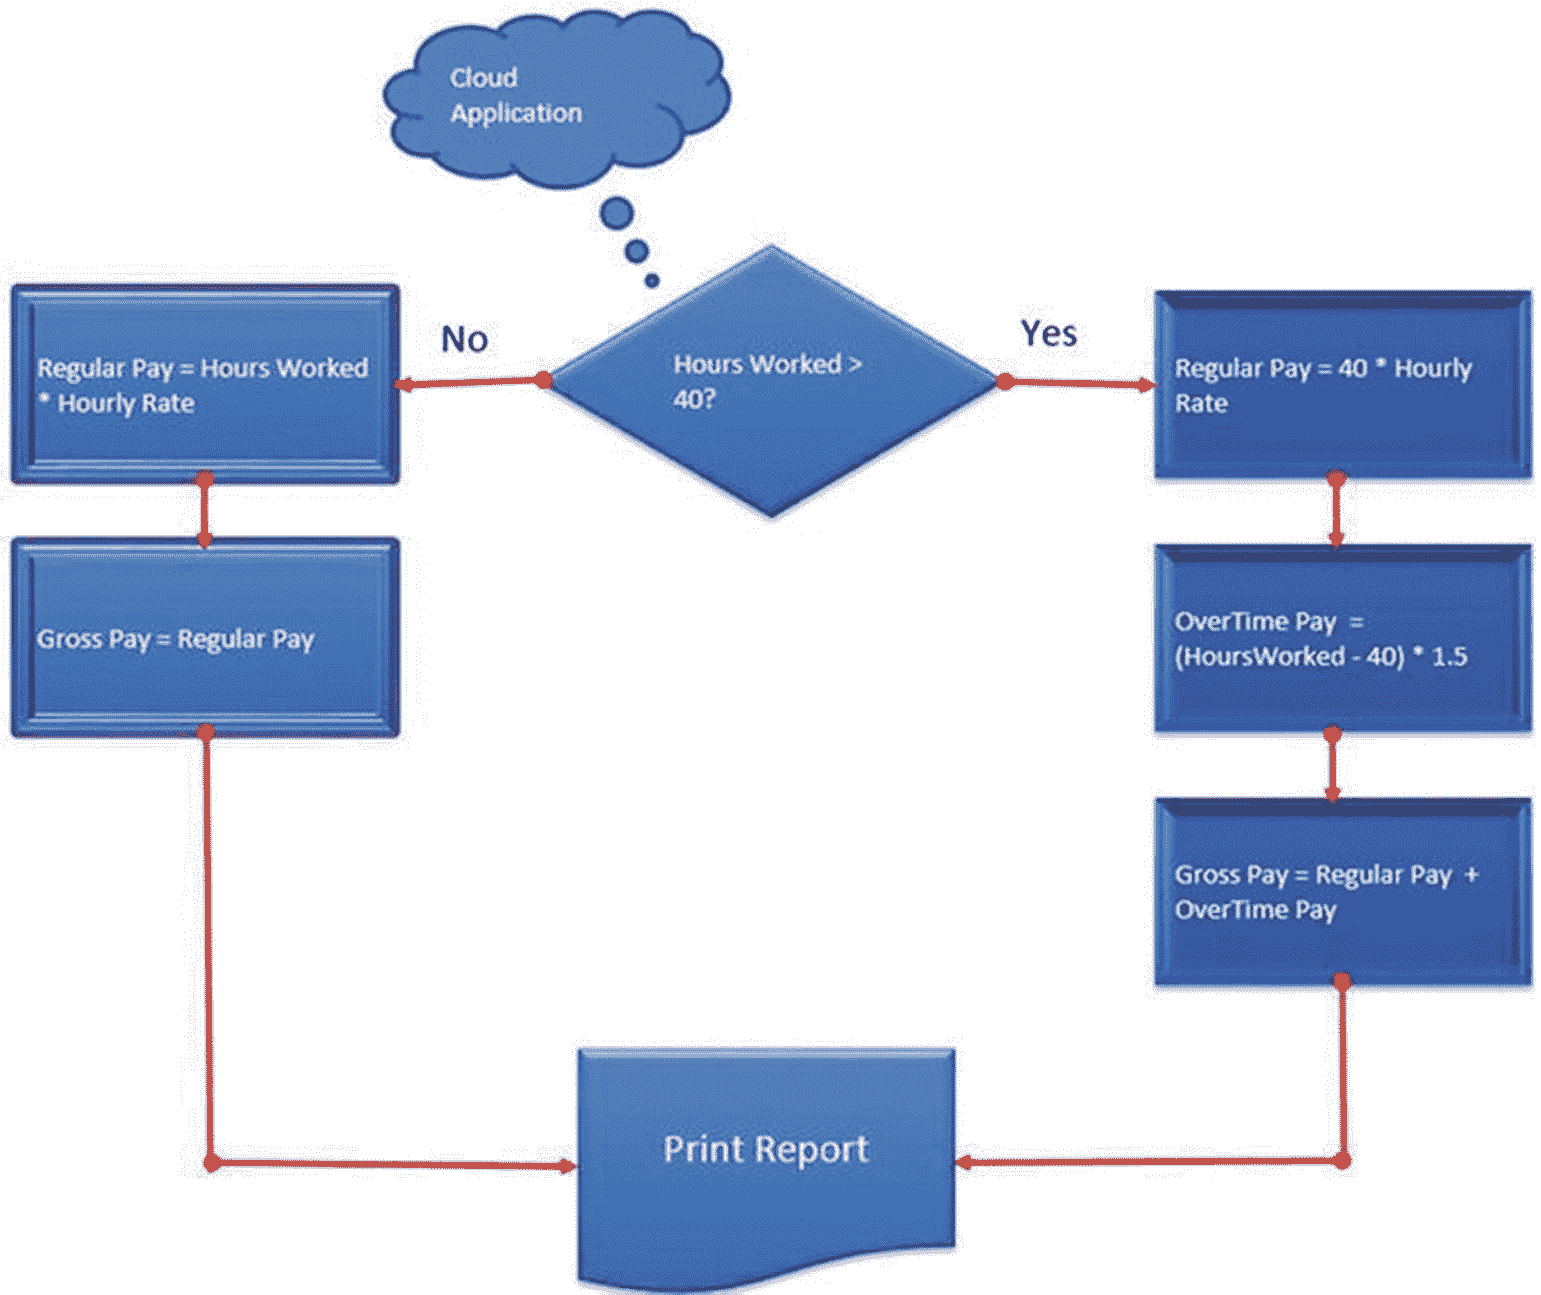 Cloud
Application
No
Yes
Hours Worked >
40?
Regular Pay = Hours Worked
* Hourly Rate
Regular Pay = 40 * Hourly
Rate
Gross Pay = Regular Pay
OverTime Pay =
(HoursWorked - 40) * 1.5
Gross Pay = Regular Pay +
OverTime Pay
Print Report